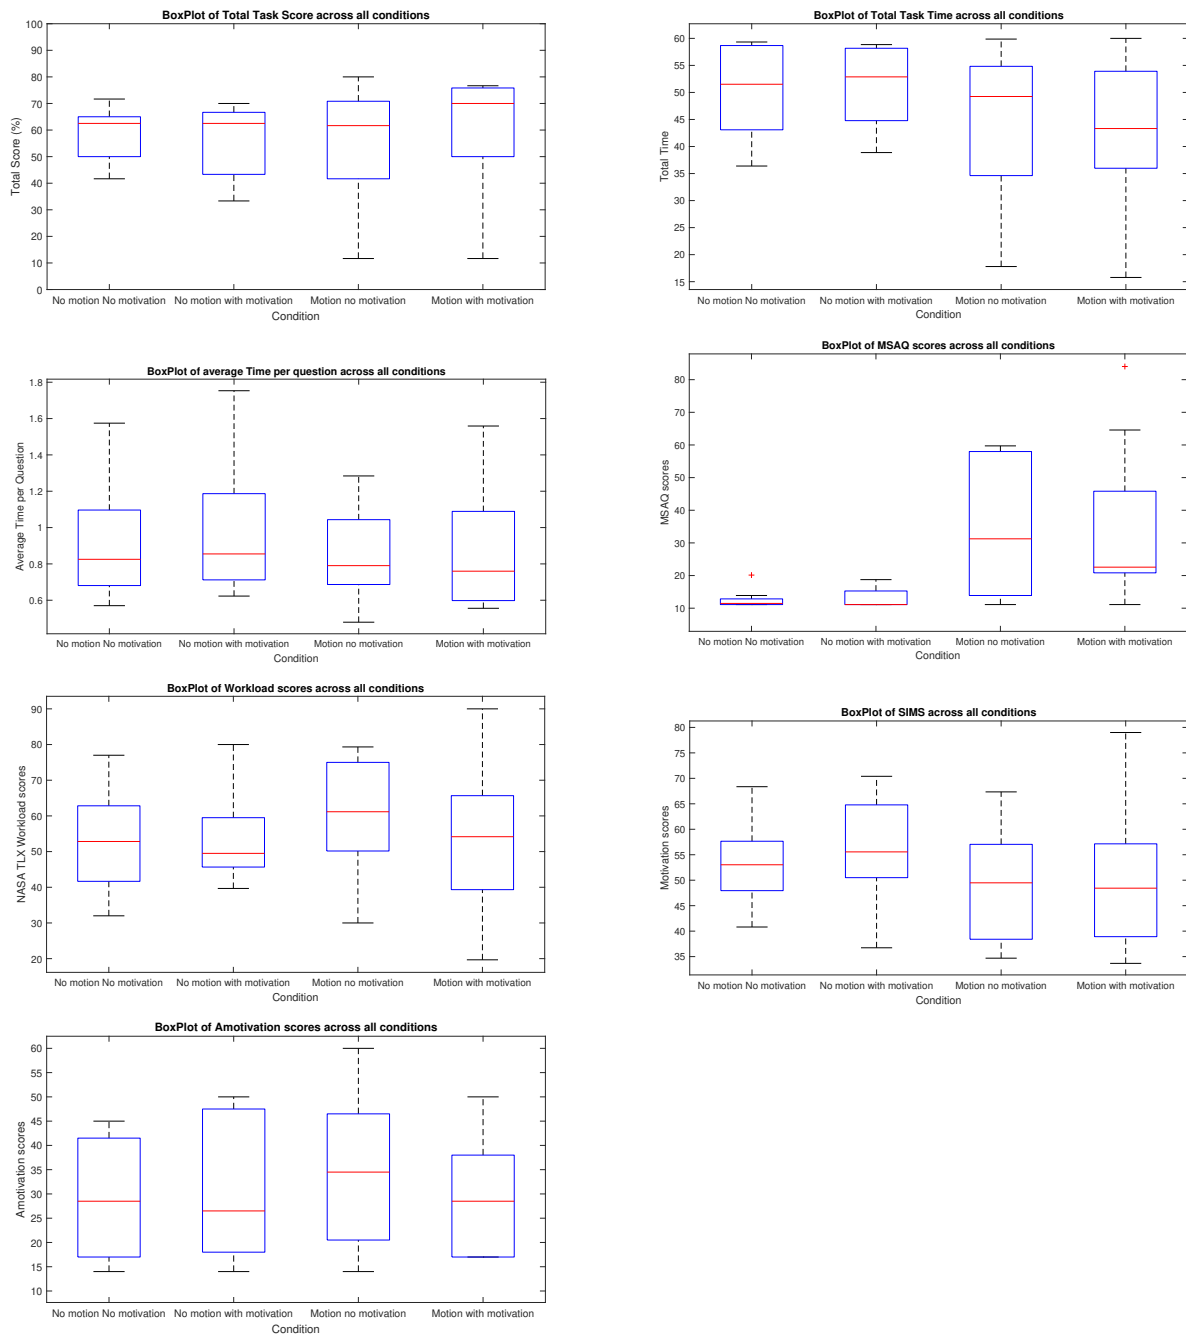 BoxPlot of Total Task Score across all conditions
100
90
80
70
60
50
40
30
20
10
0
Total Score (%)
No motion No motivation No motion with motivation Motion no motivation Motion with motivation
Condition
BoxPlot of Total Task Time across all conditions
60
55
50
45
40
35
30
25
20
15
Total Time
No motion No motivation No motion with motivation Motion no motivation Motion with motivation
Condition
BoxPlot of average Time per question across all conditions
1.8
1.6
1.4
1.2
1
0.8
0.6
Average Time per Question
No motion No motivation No motion with motivation Motion no motivation Motion with motivation
Condition
BoxPlot of MSAQ scores across all conditions
80
70
60
50
40
30
20
10
MSAQ scores
No motion No motivation No motion with motivation Motion no motivation Motion with motivation
Condition
BoxPlot of Workload scores across all conditions
90
80
70
60
50
40
30
20
NASA TLX Workload scores
No motion No motivation No motion with motivation Motion no motivation Motion with motivation
Condition
BoxPlot of SIMS across all conditions
80
75
70
65
60
55
50
45
40
35
Motivation scores
No motion No motivation No motion with motivation Motion no motivation Motion with motivation
Condition
BoxPlot of Amotivation scores across all conditions
60
55
50
45
40
35
30
25
20
15
10
Amotivation scores
No motion No motivation No motion with motivation Motion no motivation Motion with motivation
Condition